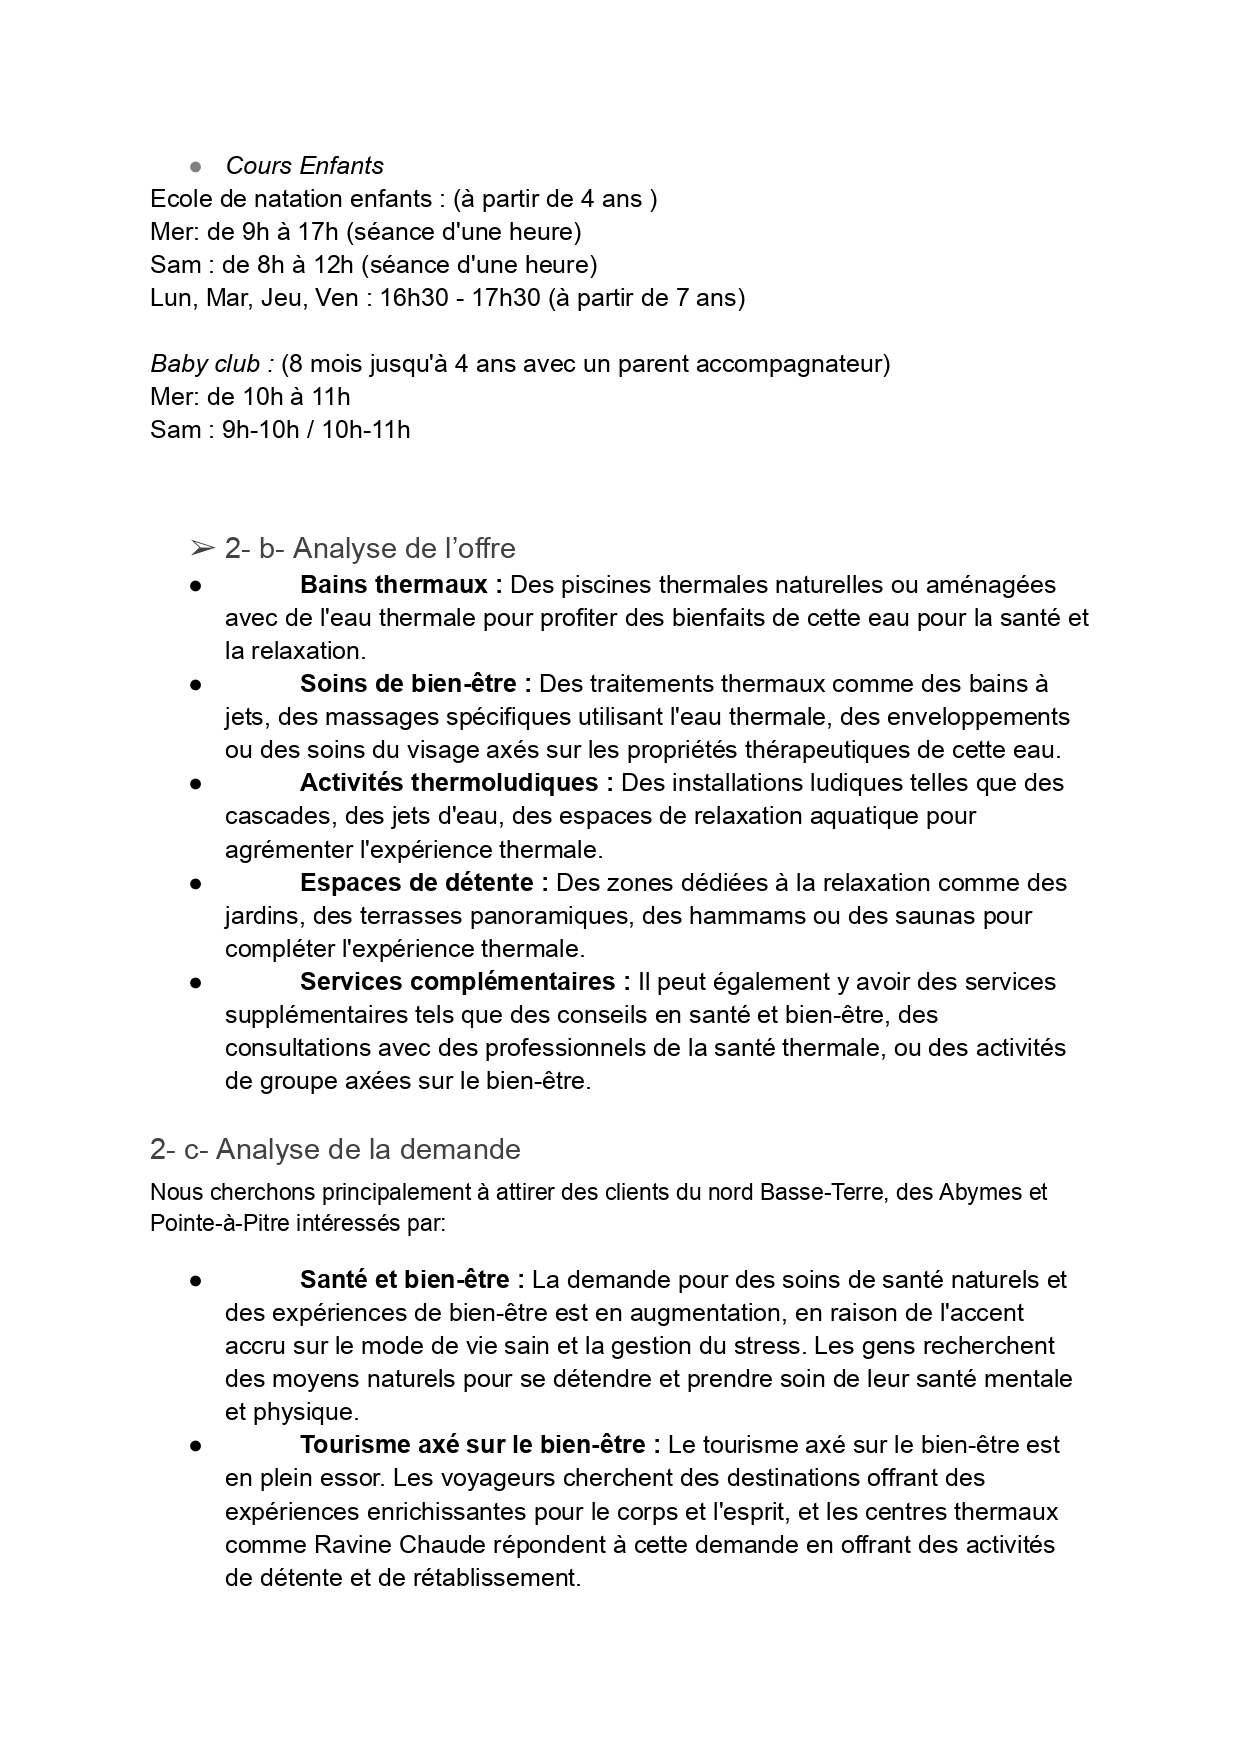 ● Cours Enfants
Ecole de natation enfants : (à partir de 4 ans )
Mer: de 9h à 17h (séance d'une heure)
Sam : de 8h à 12h (séance d'une heure)
Lun, Mar, Jeu, Ven : 16h30 - 17h30 (à partir de 7 ans)
Baby club : (8 mois jusqu'à 4 ans avec un parent accompagnateur)
Mer: de 10h à 11h
Sam : 9h-10h / 10h-11h
➢ 2- b- Analyse de l’offre
● Bains thermaux : Des piscines thermales naturelles ou aménagées
avec de l'eau thermale pour profiter des bienfaits de cette eau pour la santé et
la relaxation.
● Soins de bien-être : Des traitements thermaux comme des bains à
jets, des massages spécifiques utilisant l'eau thermale, des enveloppements
ou des soins du visage axés sur les propriétés thérapeutiques de cette eau.
● Activités thermoludiques : Des installations ludiques telles que des
cascades, des jets d'eau, des espaces de relaxation aquatique pour
agrémenter l'expérience thermale.
● Espaces de détente : Des zones dédiées à la relaxation comme des
jardins, des terrasses panoramiques, des hammams ou des saunas pour
compléter l'expérience thermale.
● Services complémentaires : Il peut également y avoir des services
supplémentaires tels que des conseils en santé et bien-être, des
consultations avec des professionnels de la santé thermale, ou des activités
de groupe axées sur le bien-être.
2- c- Analyse de la demande
Nous cherchons principalement à attirer des clients du nord Basse-Terre, des Abymes et
Pointe-à-Pitre intéressés par:
● Santé et bien-être : La demande pour des soins de santé naturels et
des expériences de bien-être est en augmentation, en raison de l'accent
accru sur le mode de vie sain et la gestion du stress. Les gens recherchent
des moyens naturels pour se détendre et prendre soin de leur santé mentale
et physique.
● Tourisme axé sur le bien-être : Le tourisme axé sur le bien-être est
en plein essor. Les voyageurs cherchent des destinations offrant des
expériences enrichissantes pour le corps et l'esprit, et les centres thermaux
comme Ravine Chaude répondent à cette demande en offrant des activités
de détente et de rétablissement.